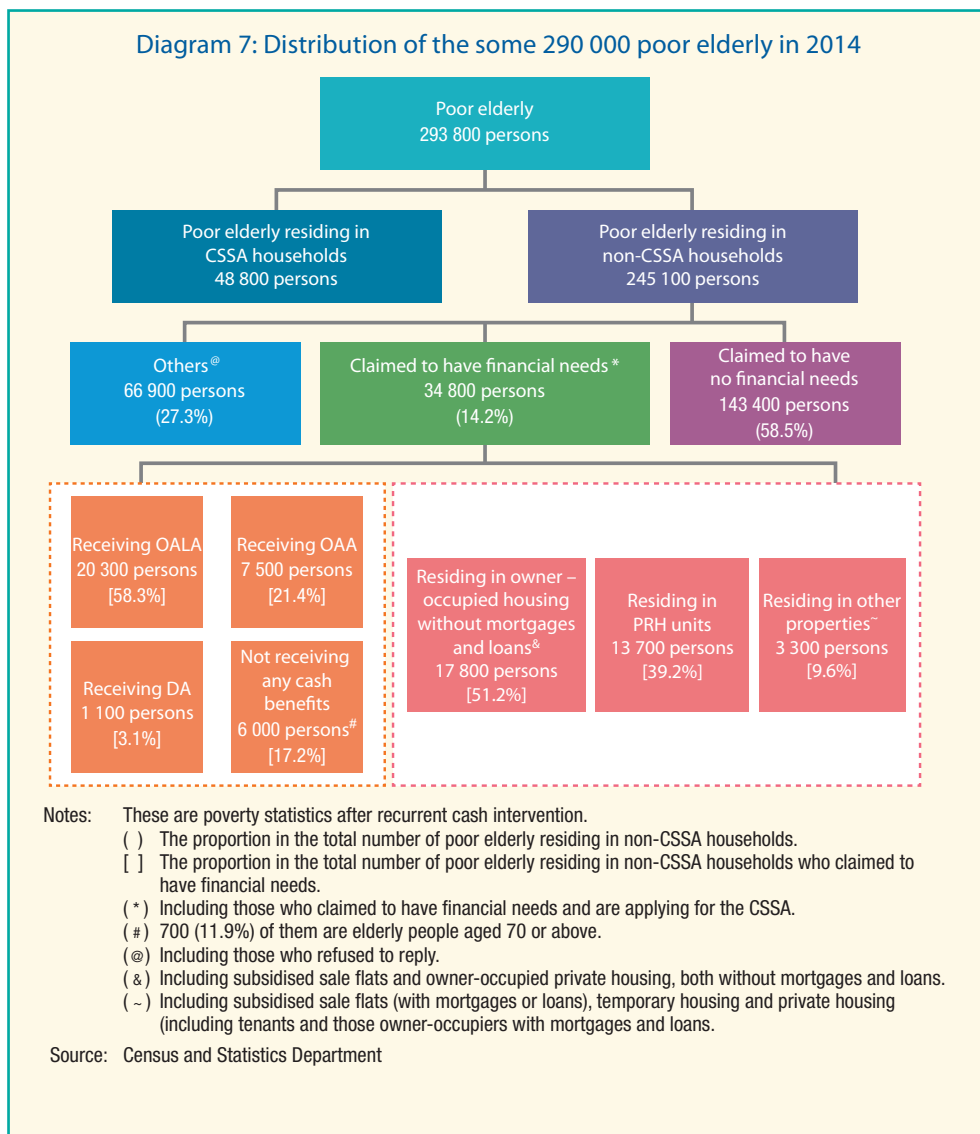 Diagram 7: Distribution of the some 290 000 poor elderly in 2014
Poor elderly
293 800 persons
Poor elderly residing in
CSSA households
48 800 persons
Poor elderly residing in
non-CSSA households
245 100 persons
Others@
66 900 persons
(27.3%)
Claimed to have financial needs *
34 800 persons
(14.2%)
Claimed to have
no financial needs
143 400 persons
(58.5%)
Receiving OALA
20 300 persons
[58.3%]
Receiving OAA
7 500 persons
[21.4%]
Receiving DA
1 100 persons
[3.1%]
Not receiving
any cash
benefits
6 000 persons#
[17.2%]
Residing in owner –
occupied housing
without mortgages
and loans&
17 800 persons
[51.2%]
Residing in
PRH units
13 700 persons
[39.2%]
Residing in other
properties~
3 300 persons
[9.6%]
Notes: These are poverty statistics after recurrent cash intervention.
( ) The proportion in the total number of poor elderly residing in non-CSSA households.
[ ] The proportion in the total number of poor elderly residing in non-CSSA households who claimed to
have financial needs.
(*) Including those who claimed to have financial needs and are applying for the CSSA.
(#) 700 (11.9%) of them are elderly people aged 70 or above.
(@) Including those who refused to reply.
(&) Including subsidised sale flats and owner-occupied private housing, both without mortgages and loans.
(~) Including subsidised sale flats (with mortgages or loans), temporary housing and private housing
(including tenants and those owner-occupiers with mortgages and loans.
Source: Census and Statistics Department